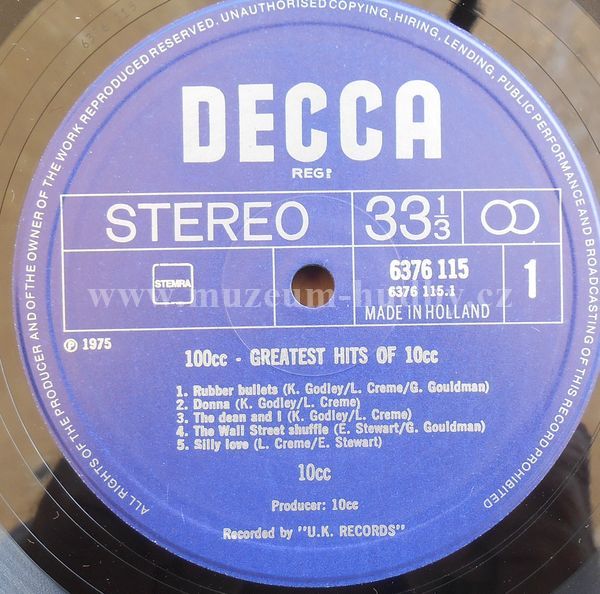 ALL RIGHTS OF THE PRODUCER AND OF THE OWNER OF THE WORK REPRODUCED RESERVED. UNAUTHORISED COPYING, HIRING, LENDING, PUBLIC PERFORMANCE AND BROADCASTING OF THIS RECORD PROHIBITED
DECCA
REGD
STEREO 33 1/3
STEMRA
6376 115
6376 115.1
MADE IN HOLLAND
1
www.muzeum-hudby.cz
℗ 1975
100cc - GREATEST HITS OF 10cc
1. Rubber bullets (K. Godley/L. Creme/G. Gouldman)
2. Donna (K. Godley/L. Creme)
3. The dean and I (K. Godley/L. Creme)
4. The Wall Street shuffle (E. Stewart/G. Gouldman)
5. Silly love (L. Creme/E. Stewart)
10cc
Producer: 10cc
Recorded by "U.K. RECORDS"